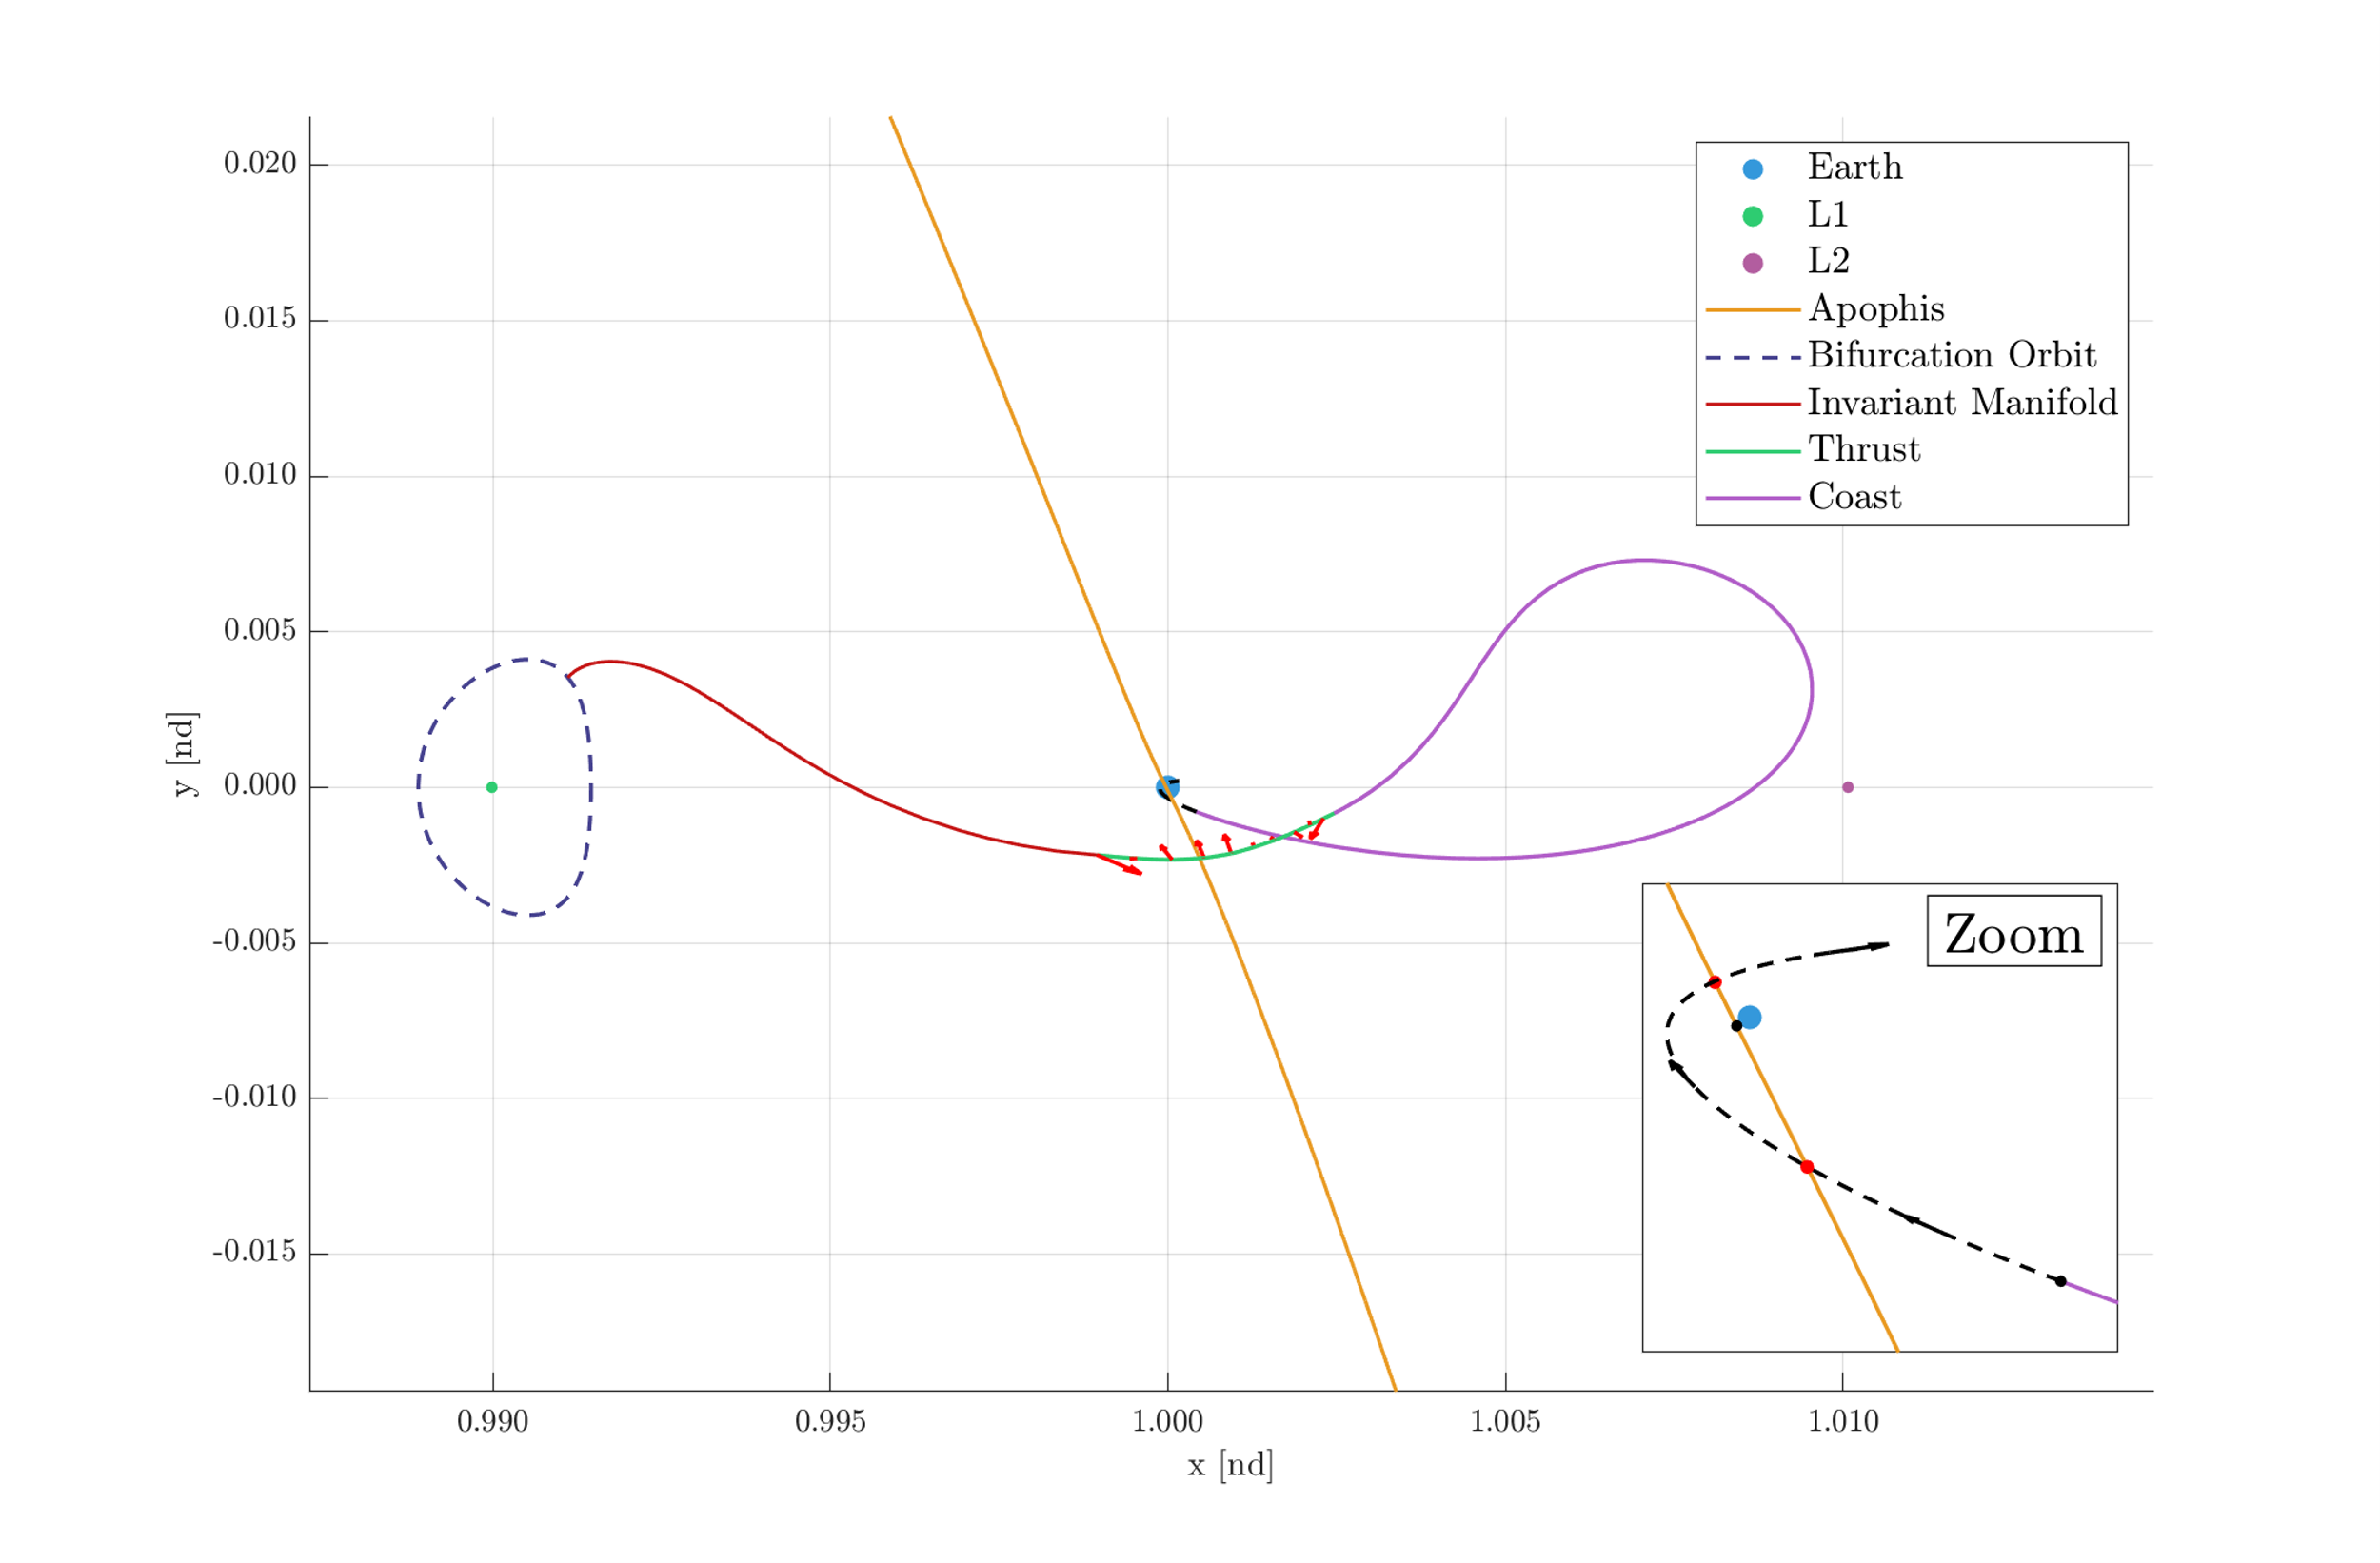 0.020
0.015
0.010
0.005
0.000
-0.005
-0.010
-0.015
y [nd]
0.990 0.995 1.000 1.005 1.010
x [nd]
Earth
L1
L2
Apophis
Bifurcation Orbit
Invariant Manifold
Thrust
Coast
Zoom